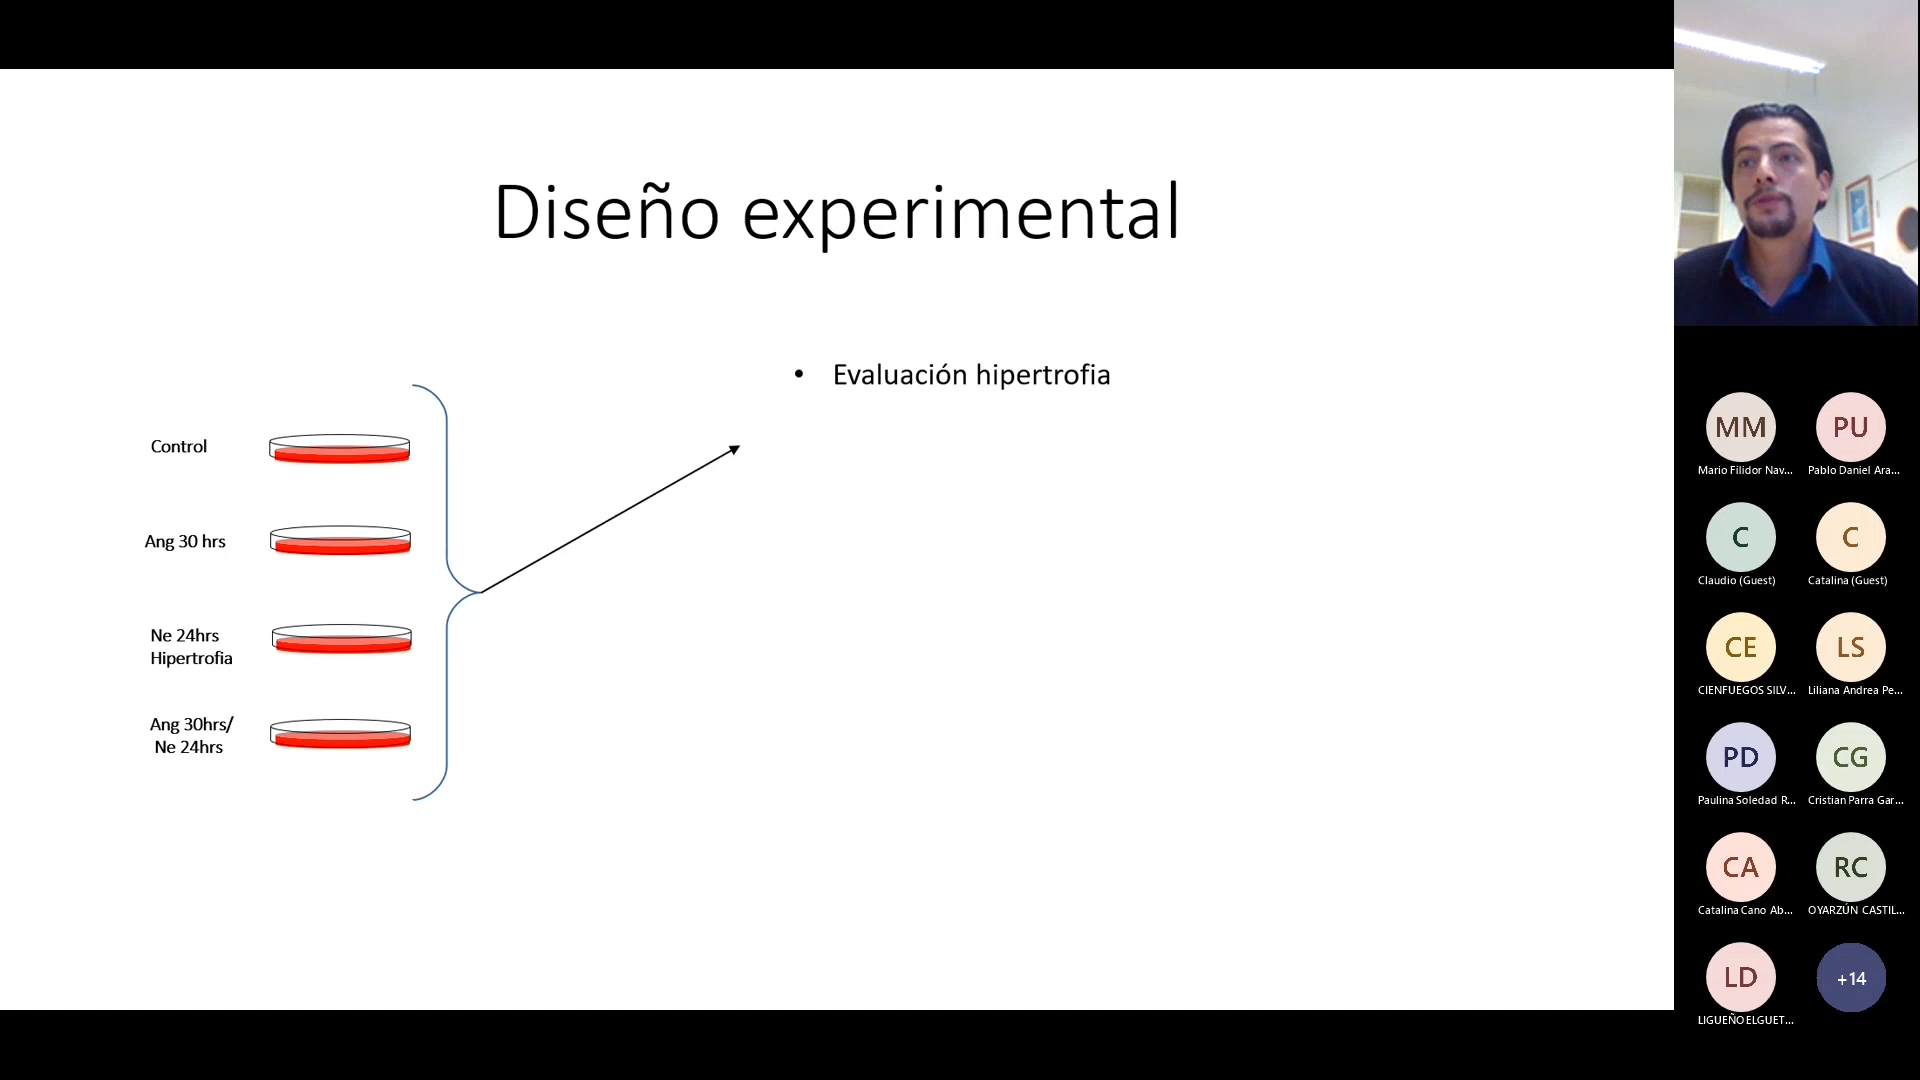 Diseño experimental
• Evaluación hipertrofia
Control
Ang 30 hrs
Ne 24hrs
Hipertrofia
Ang 30hrs/
Ne 24hrs
MM
Mario Filidor Nav...
PU
Pablo Daniel Ara...
C
Claudio (Guest)
C
Catalina (Guest)
CE
CIENFUEGOS SILV...
LS
Liliana Andrea Pe...
PD
Paulina Soledad R...
CG
Cristian Parra Gar...
CA
Catalina Cano Ab...
RC
OYARZÚN CASTIL...
LD
LIGUEÑO ELGUET...
+14